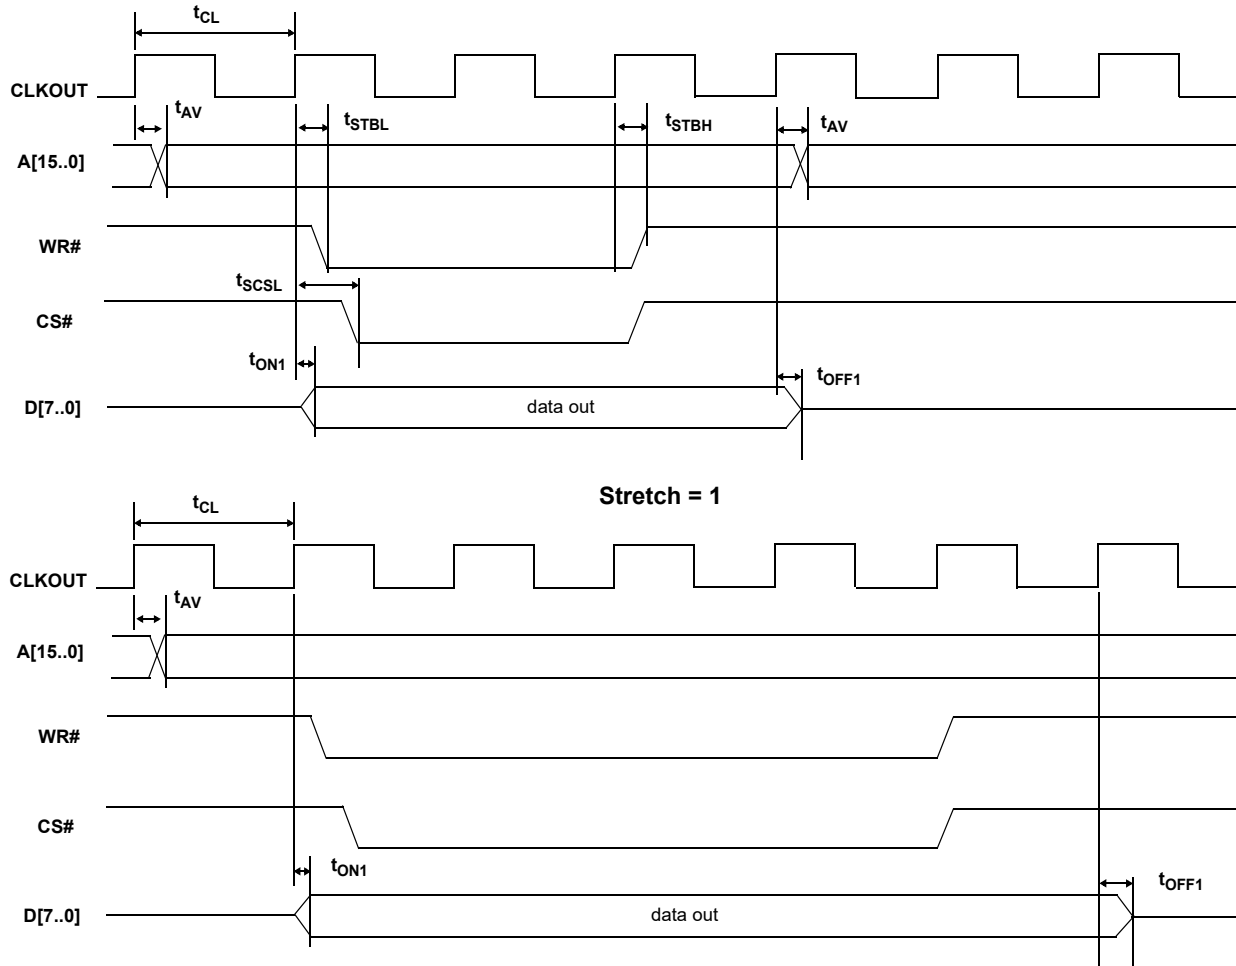 tCL
CLKOUT
tAV
tSTBL
tSTBH
tAV
A[15..0]
WR#
tSCSL
CS#
tON1
tOFF1
D[7..0]
data out
Stretch = 1
tCL
CLKOUT
tAV
A[15..0]
WR#
CS#
tON1
tOFF1
D[7..0]
data out